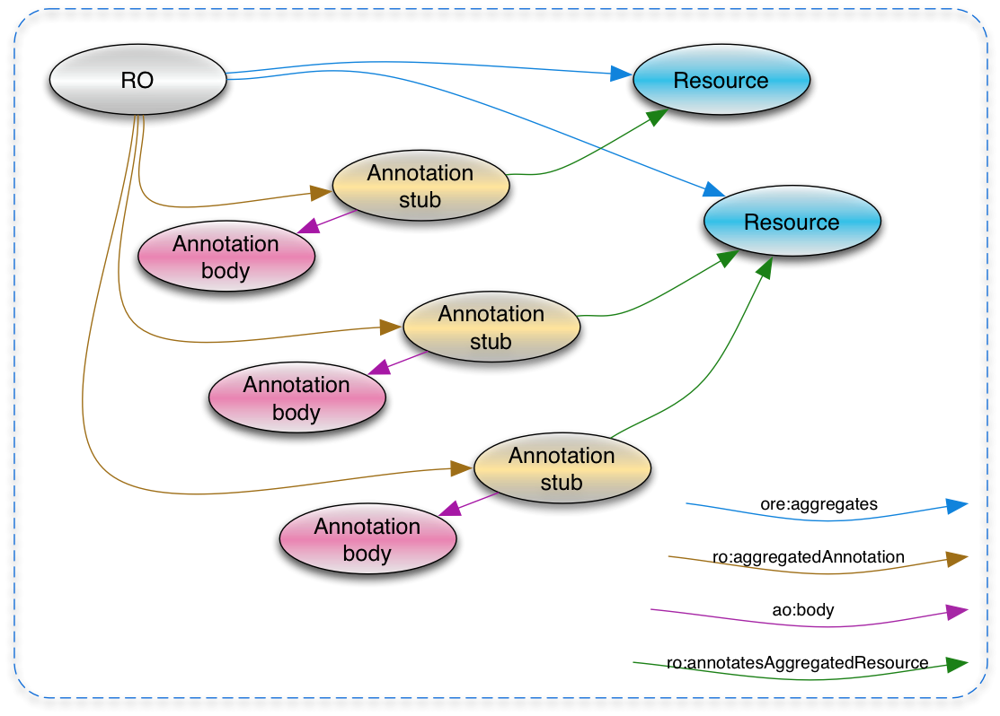 RO
Resource
Annotation
stub
Resource
Annotation
body
Annotation
stub
Annotation
body
Annotation
stub
Annotation
body
ore:aggregates
ro:aggregatedAnnotation
ao:body
ro:annotatesAggregatedResource